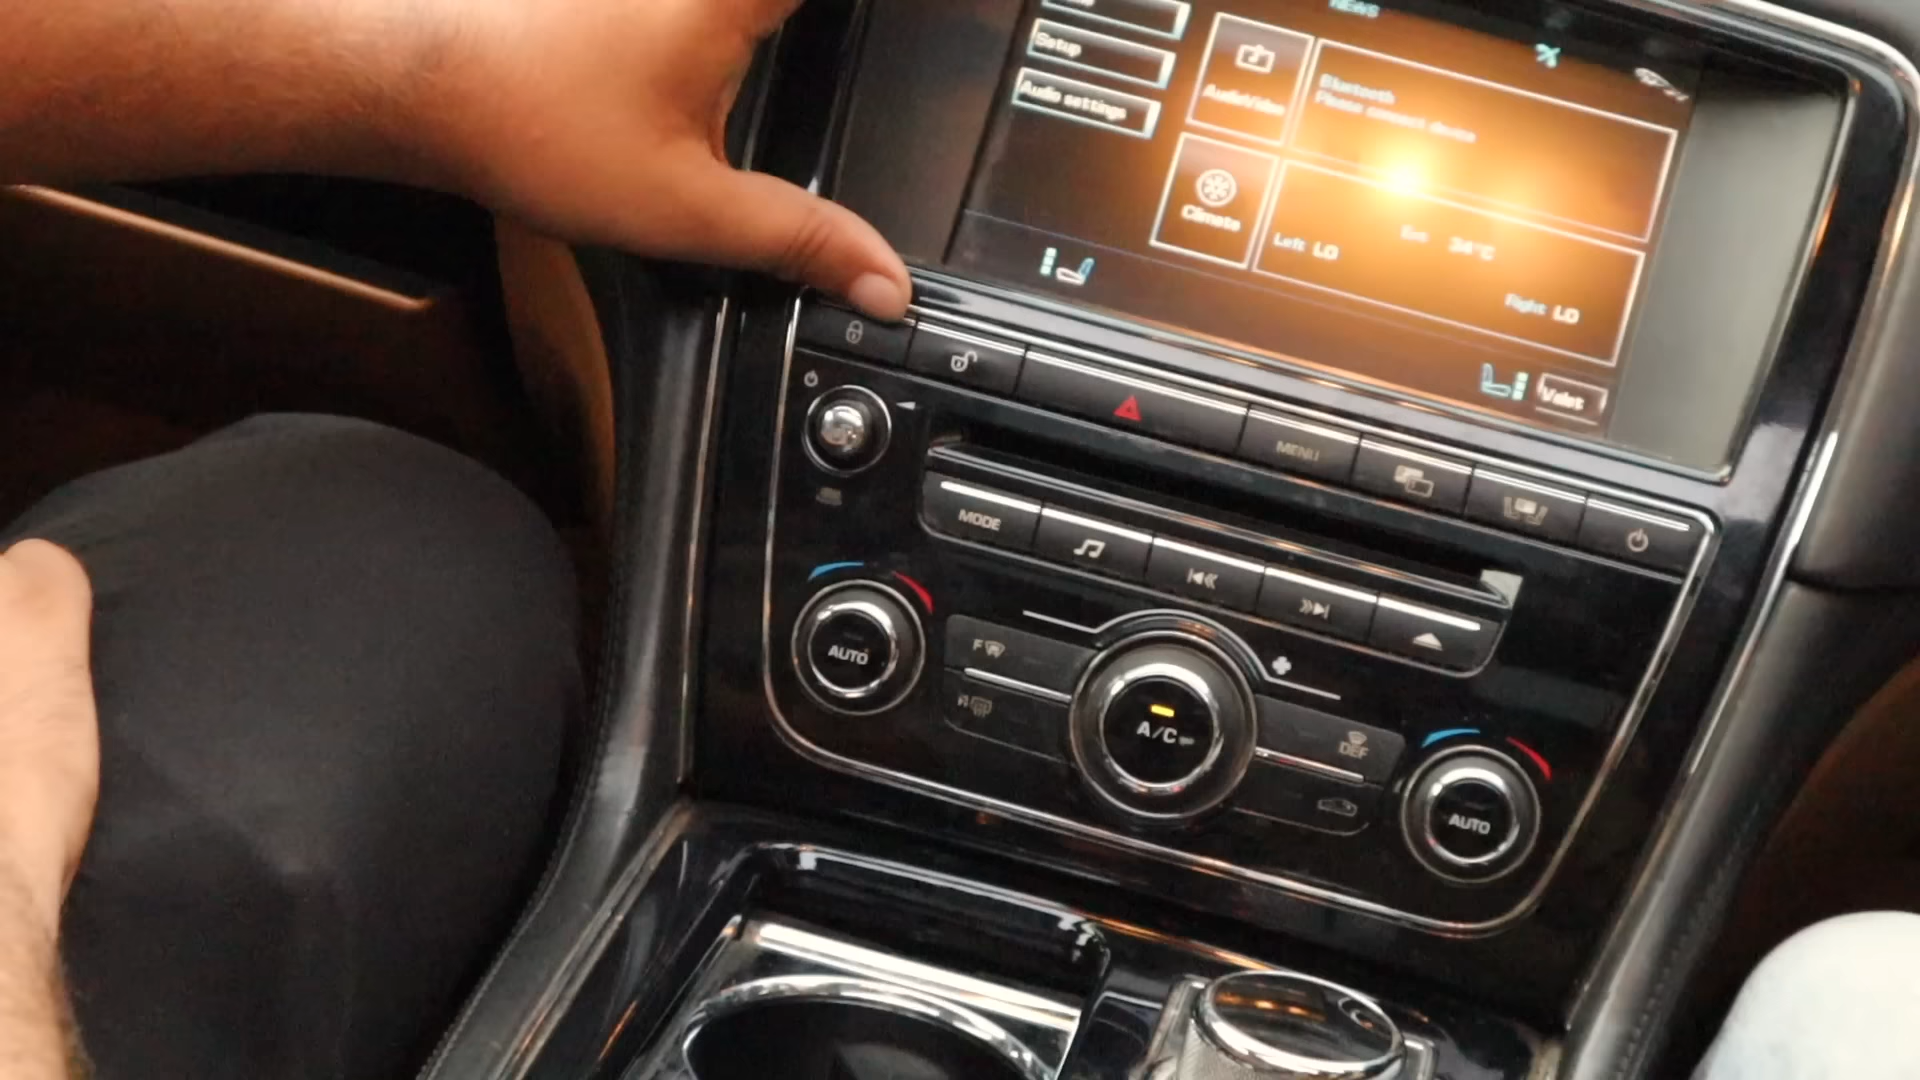 NEWS
Setup
Audio settings
Audio/Video
Bluetooth
Please connect device
Climate
Left LO
Ext 34°C
Right LO
Valet
MENU
MODE
AUTO
F
R
A/C
DEF
AUTO